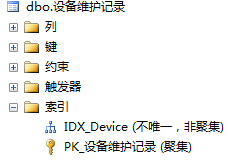 dbo.设备维护记录
列
键
约束
触发器
索引
IDX_Device (不唯一，非聚集)
PK_设备维护记录 (聚集)